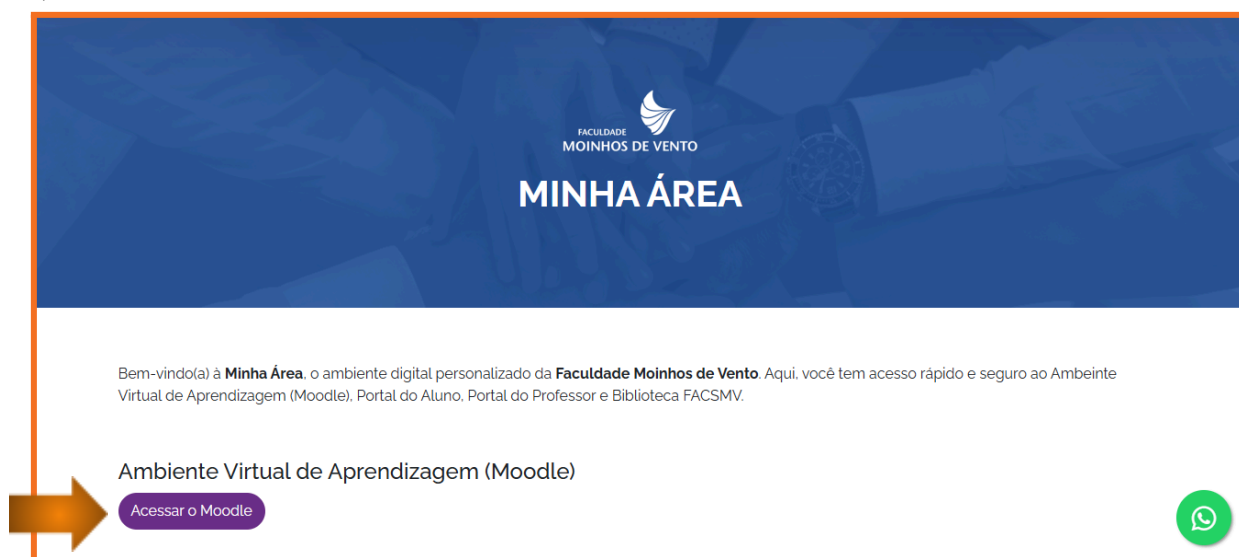 FACULDADE
MOINHOS DE VENTO
MINHA ÁREA
Bem-vindo(a) à Minha Área, o ambiente digital personalizado da Faculdade Moinhos de Vento. Aqui, você tem acesso rápido e seguro ao Ambeinte
Virtual de Aprendizagem (Moodle), Portal do Aluno, Portal do Professor e Biblioteca FACSMV.
Ambiente Virtual de Aprendizagem (Moodle)
Acessar o Moodle